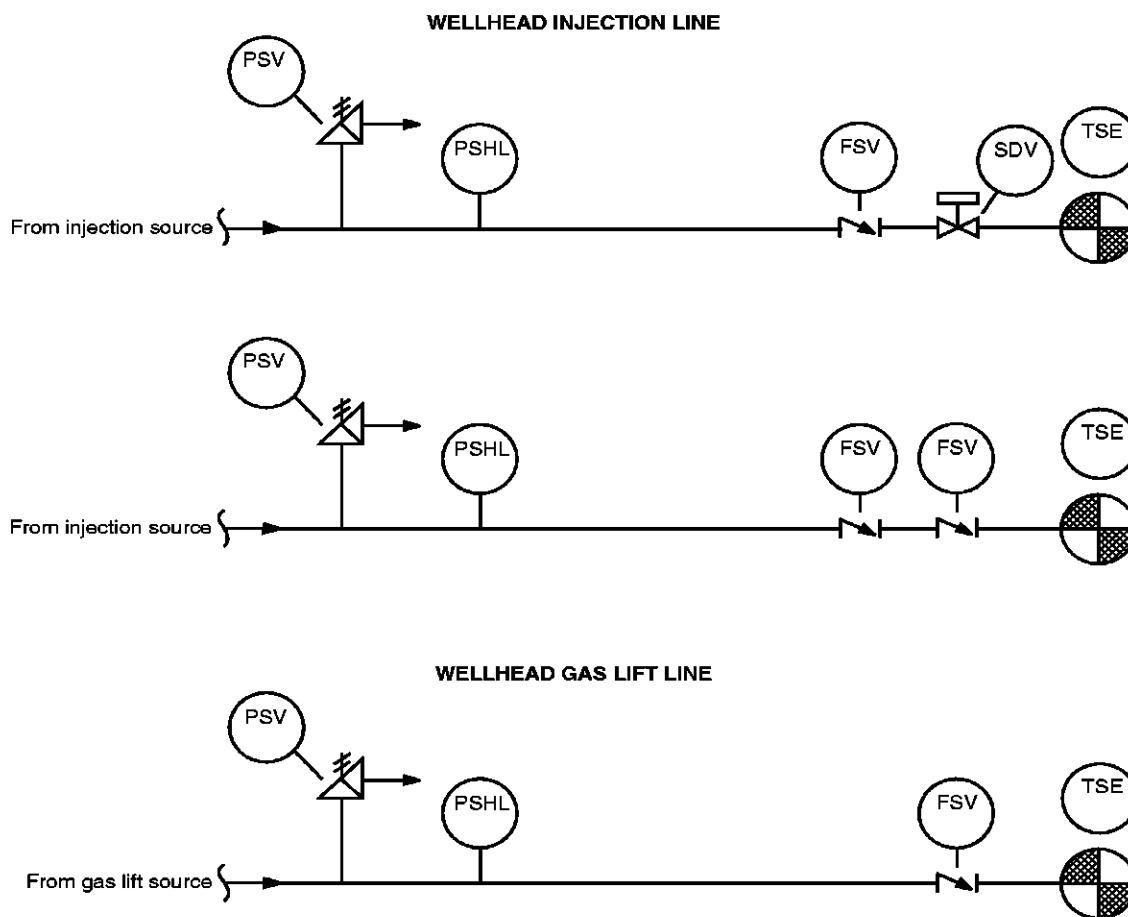 WELLHEAD INJECTION LINE
PSV
PSHL
FSV
SDV
TSE
From injection source
PSV
PSHL
FSV
FSV
TSE
From injection source
WELLHEAD GAS LIFT LINE
PSV
PSHL
FSV
TSE
From gas lift source